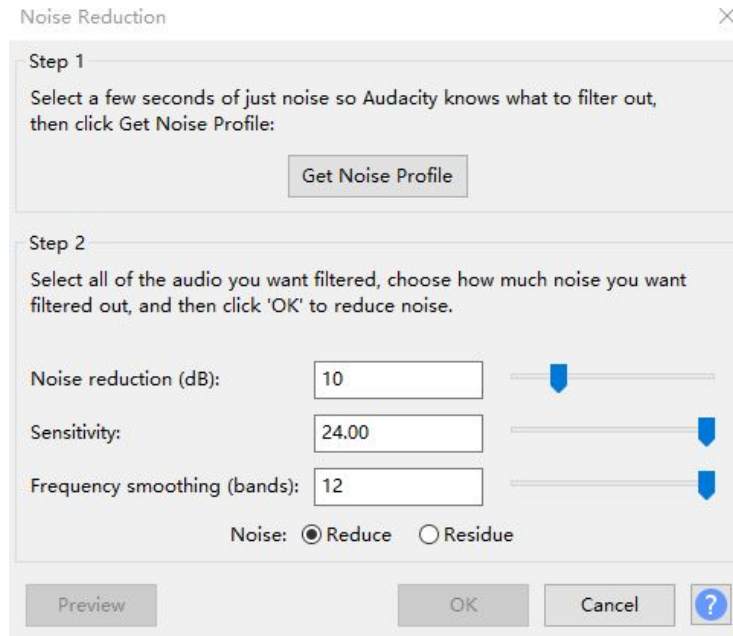 Noise Reduction
Step 1
Select a few seconds of just noise so Audacity knows what to filter out,
then click Get Noise Profile:
Get Noise Profile
Step 2
Select all of the audio you want filtered, choose how much noise you want
filtered out, and then click 'OK' to reduce noise.
Noise reduction (dB): 10
Sensitivity: 24.00
Frequency smoothing (bands): 12
Noise: Reduce Residue
Preview OK Cancel ?